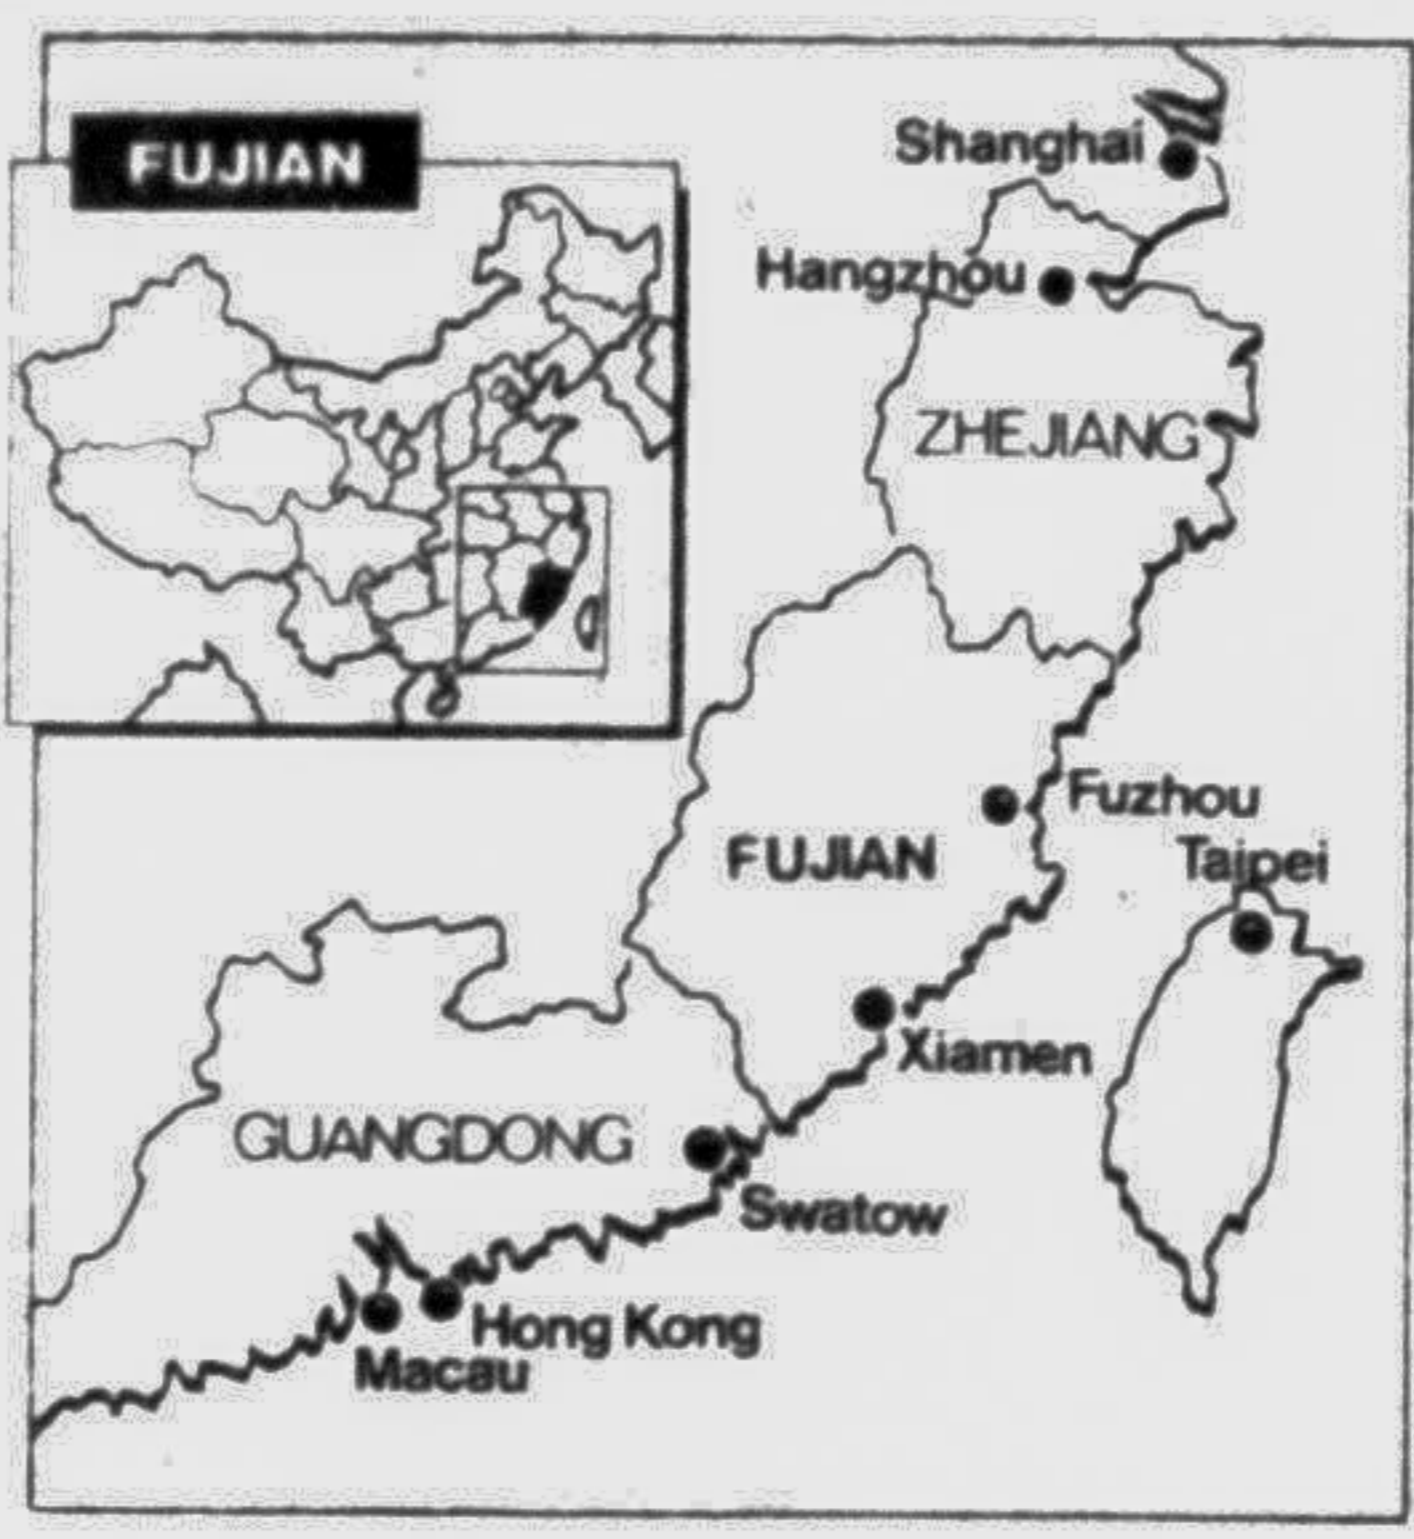 FUJIAN
Shanghai
Hangzhou
ZHEJIANG
Fuzhou
FUJIAN
Taipei
Xiamen
GUANGDONG
Swatow
Hong Kong
Macau